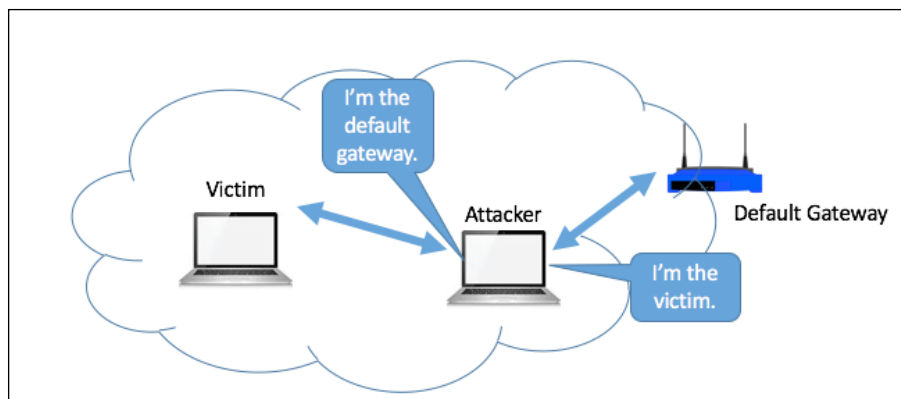 I'm the
default
gateway.
Victim
Attacker
Default Gateway
I'm the
victim.